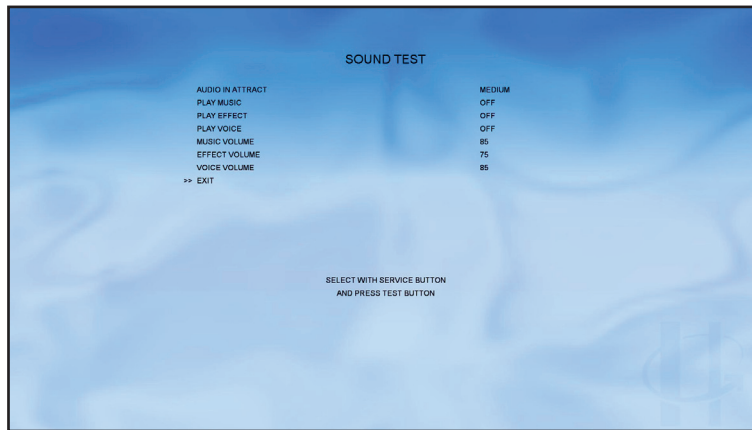 SOUND TEST
AUDIO IN ATTRACT MEDIUM
PLAY MUSIC OFF
PLAY EFFECT OFF
PLAY VOICE OFF
MUSIC VOLUME 85
EFFECT VOLUME 75
VOICE VOLUME 85
>> EXIT
SELECT WITH SERVICE BUTTON
AND PRESS TEST BUTTON